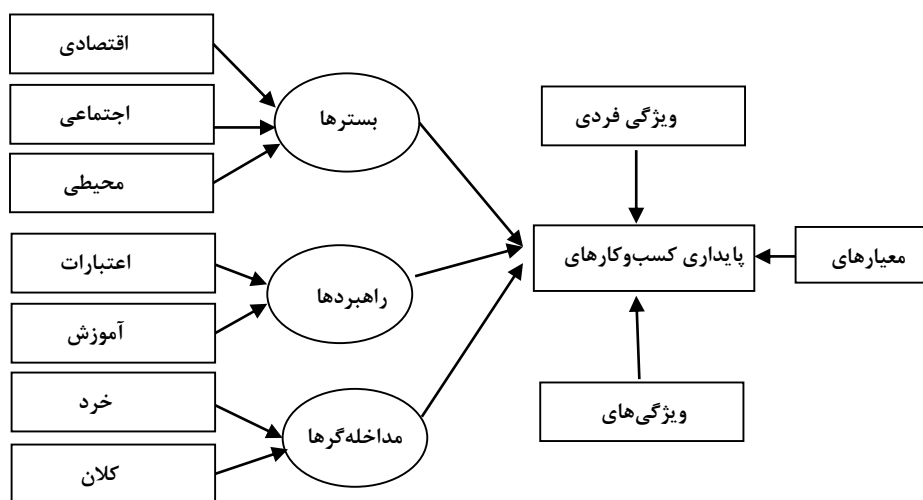 اقتصادی
اجتماعی
محیطی
اعتبارات
آموزش
خرد
کلان
بسترها
راهبردها
مداخله‌گرها
ویژگی فردی
پایداری کسب‌وکارهای
معیارهای
ویژگی‌های